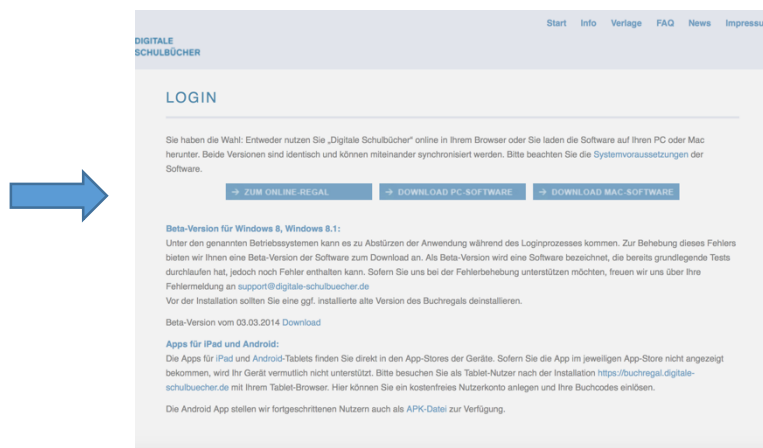 Start Info Verlage FAQ News Impressu
DIGITALE
SCHULBÜCHER
LOGIN
Sie haben die Wahl: Entweder nutzen Sie „Digitale Schulbücher“ online in Ihrem Browser oder Sie laden die Software auf Ihren PC oder Mac
herunter. Beide Versionen sind identisch und können miteinander synchronisiert werden. Bitte beachten Sie die Systemvoraussetzungen der
Software.
→ ZUM ONLINE-REGAL → DOWNLOAD PC-SOFTWARE → DOWNLOAD MAC-SOFTWARE
Beta-Version für Windows 8, Windows 8.1:
Unter den genannten Betriebssystemen kann es zu Abstürzen der Anwendung während des Loginprozesses kommen. Zur Behebung dieses Fehlers
bieten wir Ihnen eine Beta-Version der Software zum Download an. Als Beta-Version wird eine Software bezeichnet, die bereits grundlegende Tests
durchlaufen hat, jedoch noch Fehler enthalten kann. Sofern Sie uns bei der Fehlerbehebung unterstützen möchten, freuen wir uns über Ihre
Fehlermeldung an support@digitale-schulbuecher.de
Vor der Installation sollten Sie eine ggf. installierte alte Version des Buchregals deinstallieren.
Beta-Version vom 03.03.2014 Download
Apps für iPad und Android:
Die Apps für iPad und Android-Tablets finden Sie direkt in den App-Stores der Geräte. Sofern Sie die App im jeweiligen App-Store nicht angezeigt
bekommen, wird Ihr Gerät vermutlich nicht unterstützt. Bitte besuchen Sie als Tablet-Nutzer nach der Installation https://buchregal.digitale-
schulbuecher.de mit Ihrem Tablet-Browser. Hier können Sie ein kostenfreies Nutzerkonto anlegen und Ihre Buchcodes einlösen.
Die Android App stellen wir fortgeschrittenen Nutzern auch als APK-Datei zur Verfügung.